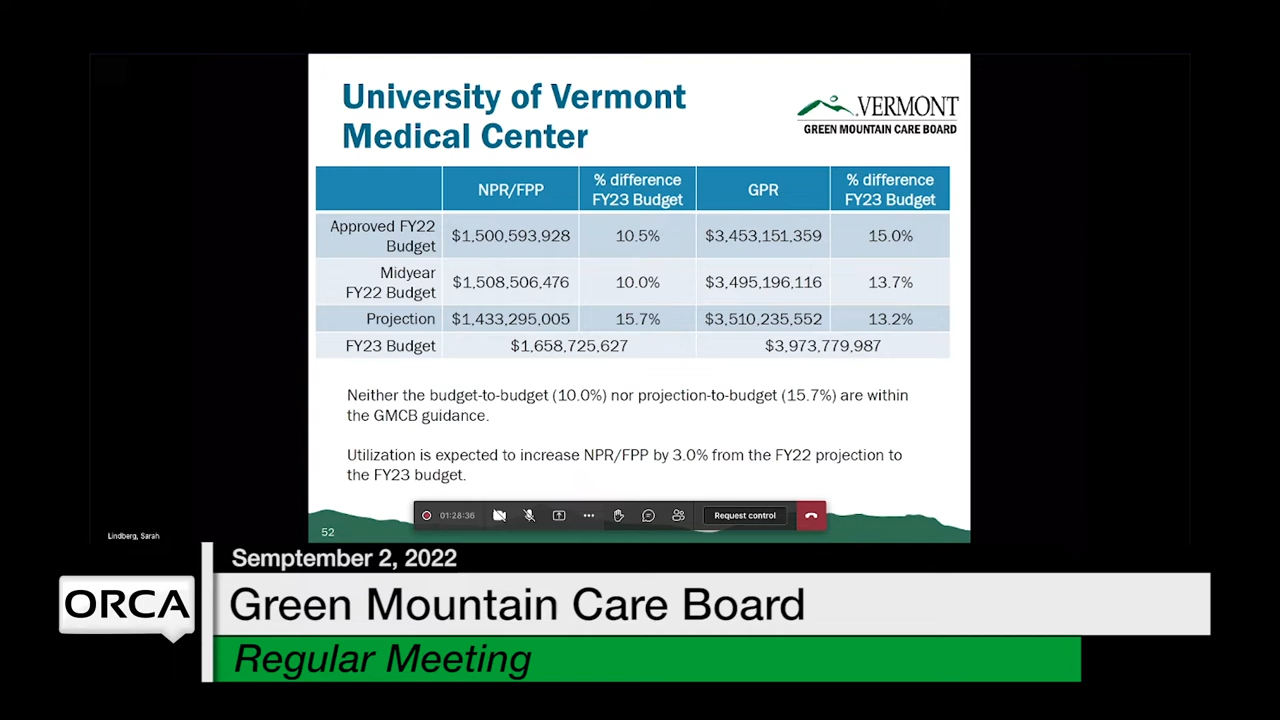 University of Vermont
Medical Center
VERMONT
GREEN MOUNTAIN CARE BOARD
NPR/FPP
% difference
FY23 Budget
GPR
% difference
FY23 Budget
Approved FY22
Budget
$1,500,593,928
10.5%
$3,453,151,359
15.0%
Midyear
FY22 Budget
$1,508,506,476
10.0%
$3,495,196,116
13.7%
Projection
$1,433,295,005
15.7%
$3,510,235,552
13.2%
FY23 Budget
$1,658,725,627
$3,973,779,987
Neither the budget-to-budget (10.0%) nor projection-to-budget (15.7%) are within
the GMCB guidance.
Utilization is expected to increase NPR/FPP by 3.0% from the FY22 projection to
the FY23 budget.
01:28:36
Request control
52
Lindberg, Sarah
Semptember 2, 2022
ORCA
Green Mountain Care Board
Regular Meeting